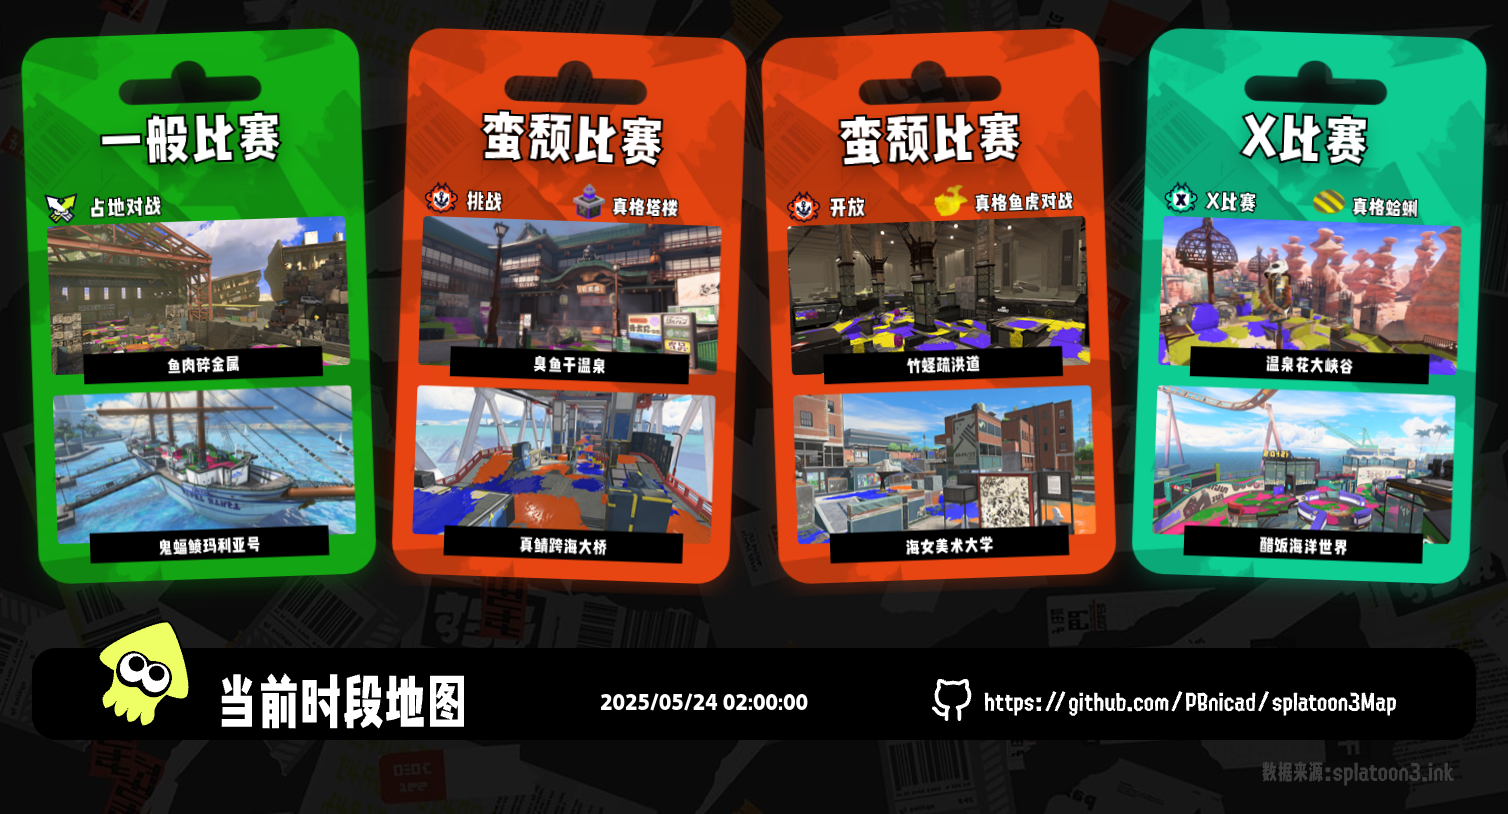 一般比赛
占地对战
鱼肉碎金属
鬼蝠鲼玛利亚号
蛮颓比赛
挑战
真格塔楼
臭鱼干温泉
真鲭跨海大桥
蛮颓比赛
开放
真格鱼虎对战
竹蛏疏洪道
海女美术大学
X比赛
X比赛
真格蛤蜊
温泉花大峡谷
醋饭海洋世界
当前时段地图
2025/05/24 02:00:00
https://github.com/PBnicad/splatoon3Map
数据来源:splatoon3.ink